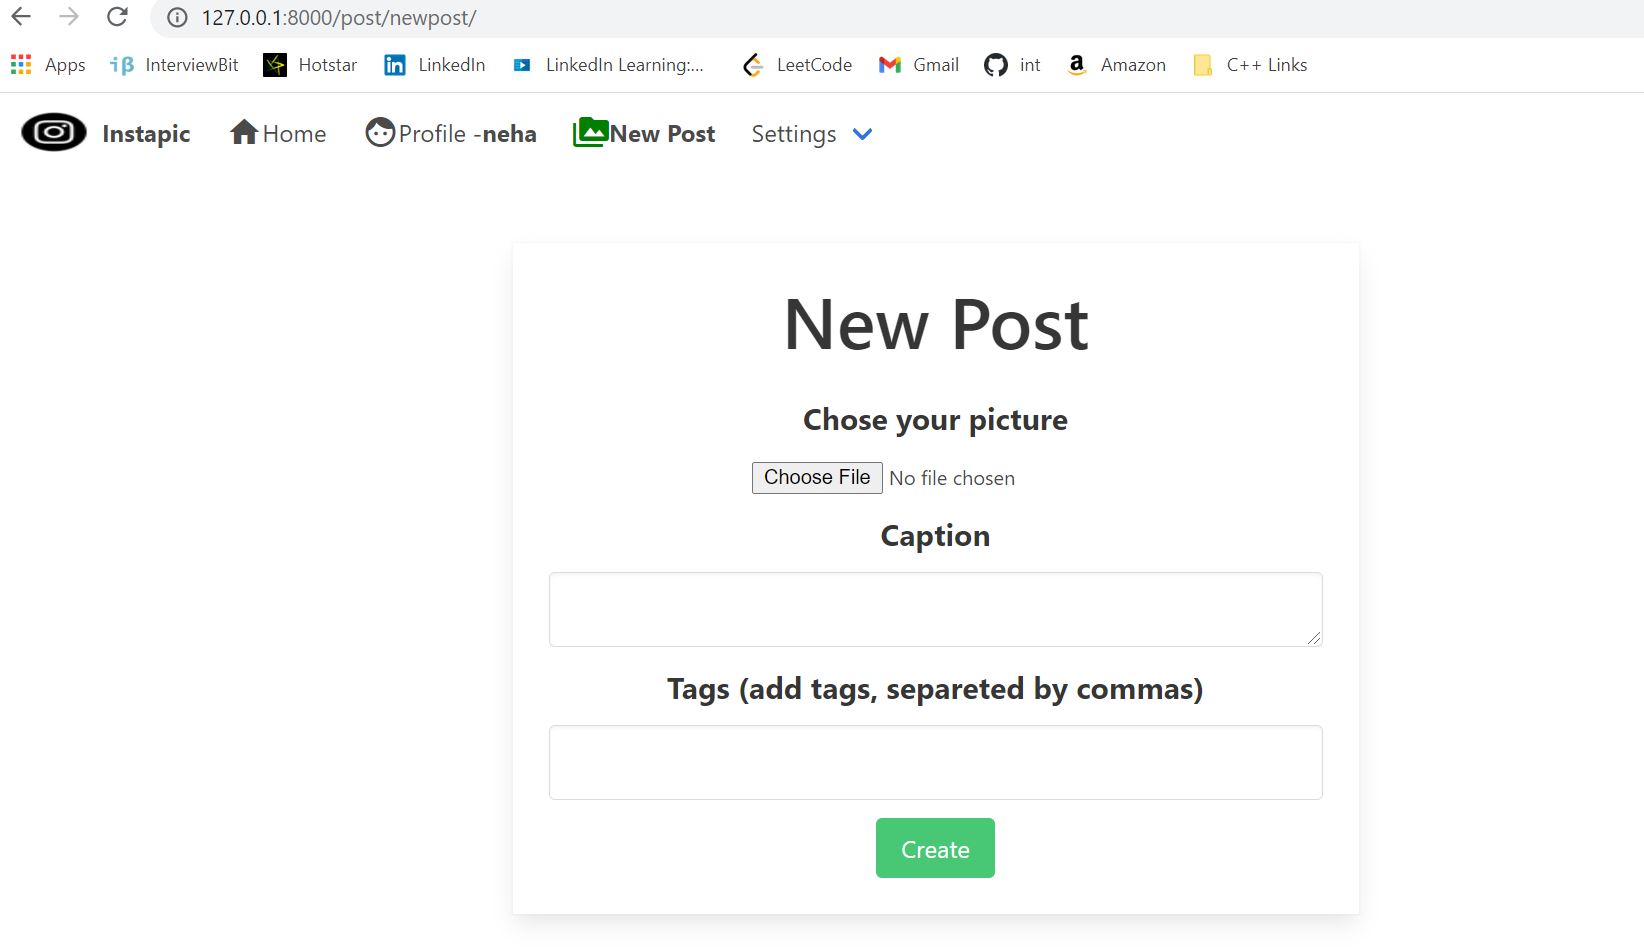 127.0.0.1:8000/post/newpost/
Apps iβ InterviewBit Hotstar in LinkedIn LinkedIn Learning:... LeetCode Gmail int a Amazon C++ Links
Instapic Home Profile -neha New Post Settings
New Post
Chose your picture
Choose File No file chosen
Caption
Tags (add tags, separeted by commas)
Create